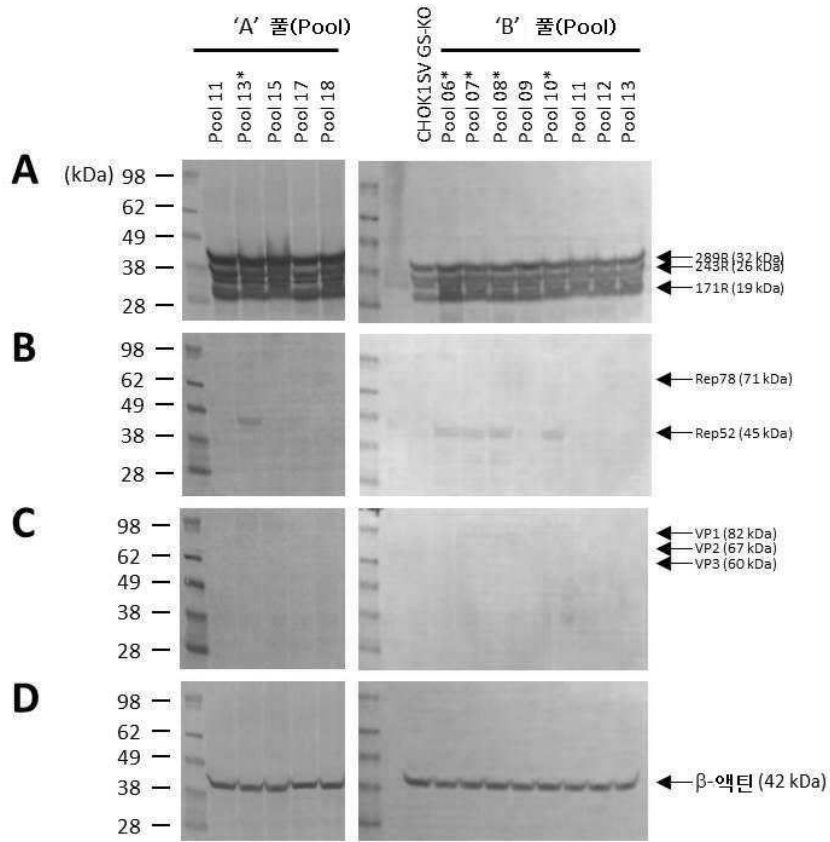 ‘A’ 풀(Pool)
‘B’ 풀(Pool)
Pool 11
Pool 13*
Pool 15
Pool 17
Pool 18
CHOK1SV GS-KO
Pool 06*
Pool 07*
Pool 08*
Pool 09
Pool 10*
Pool 11
Pool 12
Pool 13
A
(kDa)
98
62
49
38
28
289R (32 kDa)
243R (26 kDa)
171R (19 kDa)
B
98
62
49
38
28
Rep78 (71 kDa)
Rep52 (45 kDa)
C
98
62
49
38
28
VP1 (82 kDa)
VP2 (67 kDa)
VP3 (60 kDa)
D
98
62
49
38
28
β-액틴 (42 kDa)